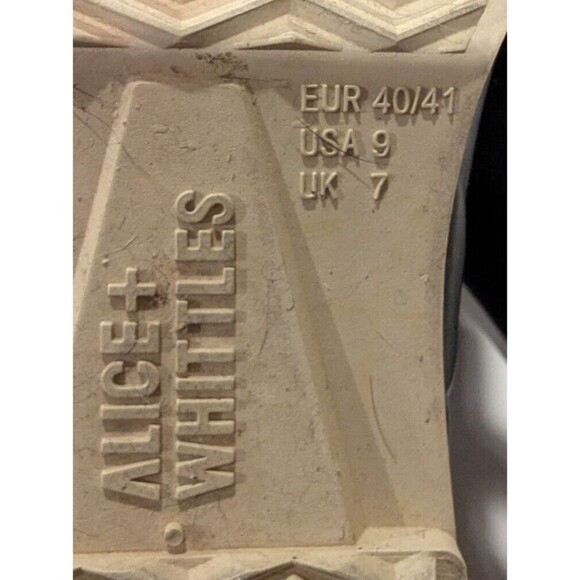 EUR 40/41
USA 9
UK 7
ALICE+
WHITTLES